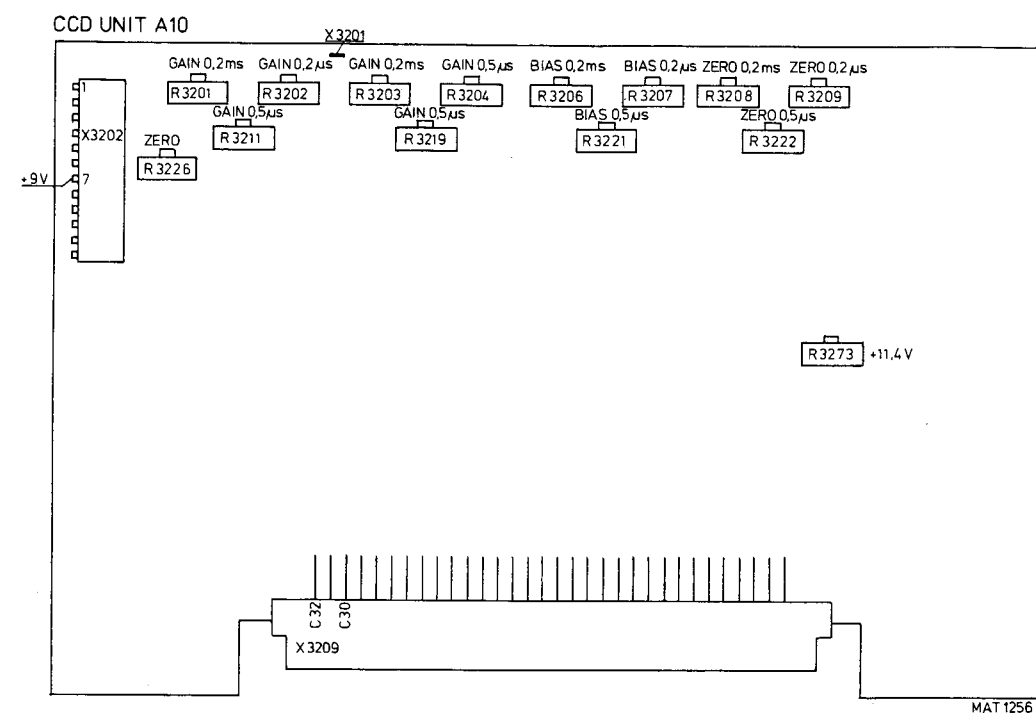 CCD UNIT A10
X3201
GAIN 0,2ms GAIN 0,2µs GAIN 0,2ms GAIN 0,5µs BIAS 0,2ms BIAS 0,2µs ZERO 0,2ms ZERO 0,2µs
R3201 R3202 R3203 R3204 R3206 R3207 R3208 R3209
GAIN 0,5µs GAIN 0,5µs BIAS 0,5µs ZERO 0,5µs
R3211 R3219 R3221 R3222
1
X3202
ZERO
R3226
+9V 7
R3273 +11,4V
C32 C30
X3209
MAT 1256